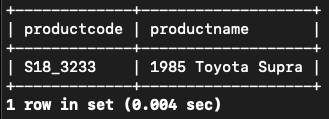 +-------------+--------------------+
| productcode | productname        |
+-------------+--------------------+
| S18_3233    | 1985 Toyota Supra |
+-------------+--------------------+
1 row in set (0.004 sec)